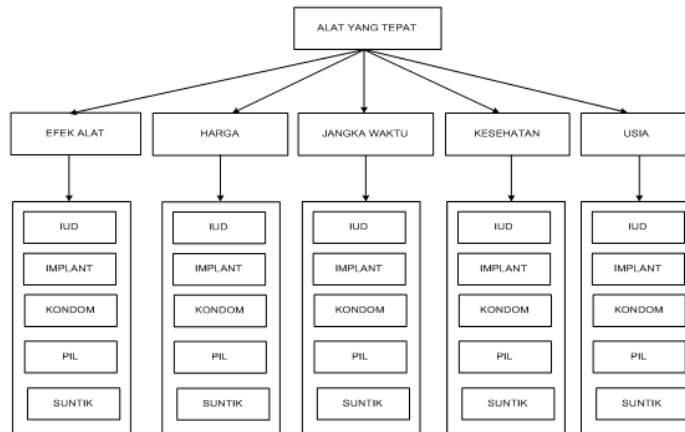 ALAT YANG TEPAT
EFEK ALAT
HARGA
JANGKA WAKTU
KESEHATAN
USIA
IUD
IMPLANT
KONDOM
PIL
SUNTIK
IUD
IMPLANT
KONDOM
PIL
SUNTIK
IUD
IMPLANT
KONDOM
PIL
SUNTIK
IUD
IMPLANT
KONDOM
PIL
SUNTIK
IUD
IMPLANT
KONDOM
PIL
SUNTIK